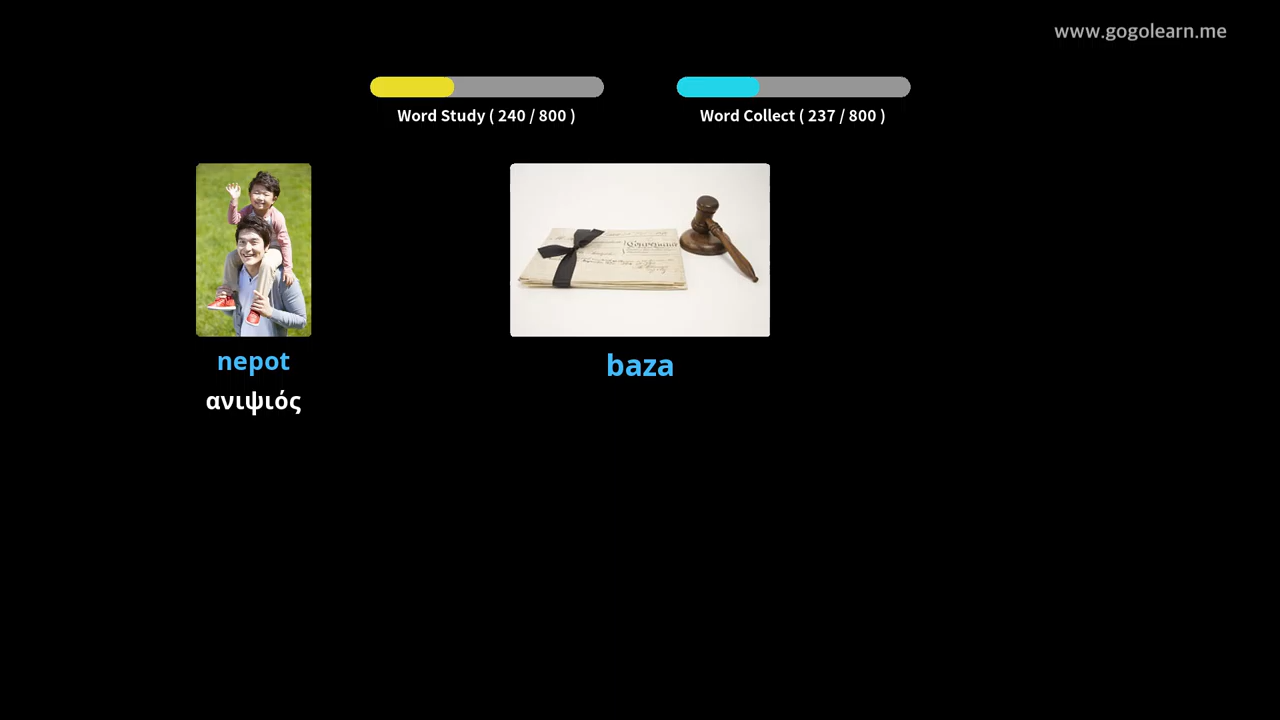 www.gogolearn.me
Word Study ( 240 / 800 )
Word Collect ( 237 / 800 )
nepot
ανιψιός
baza